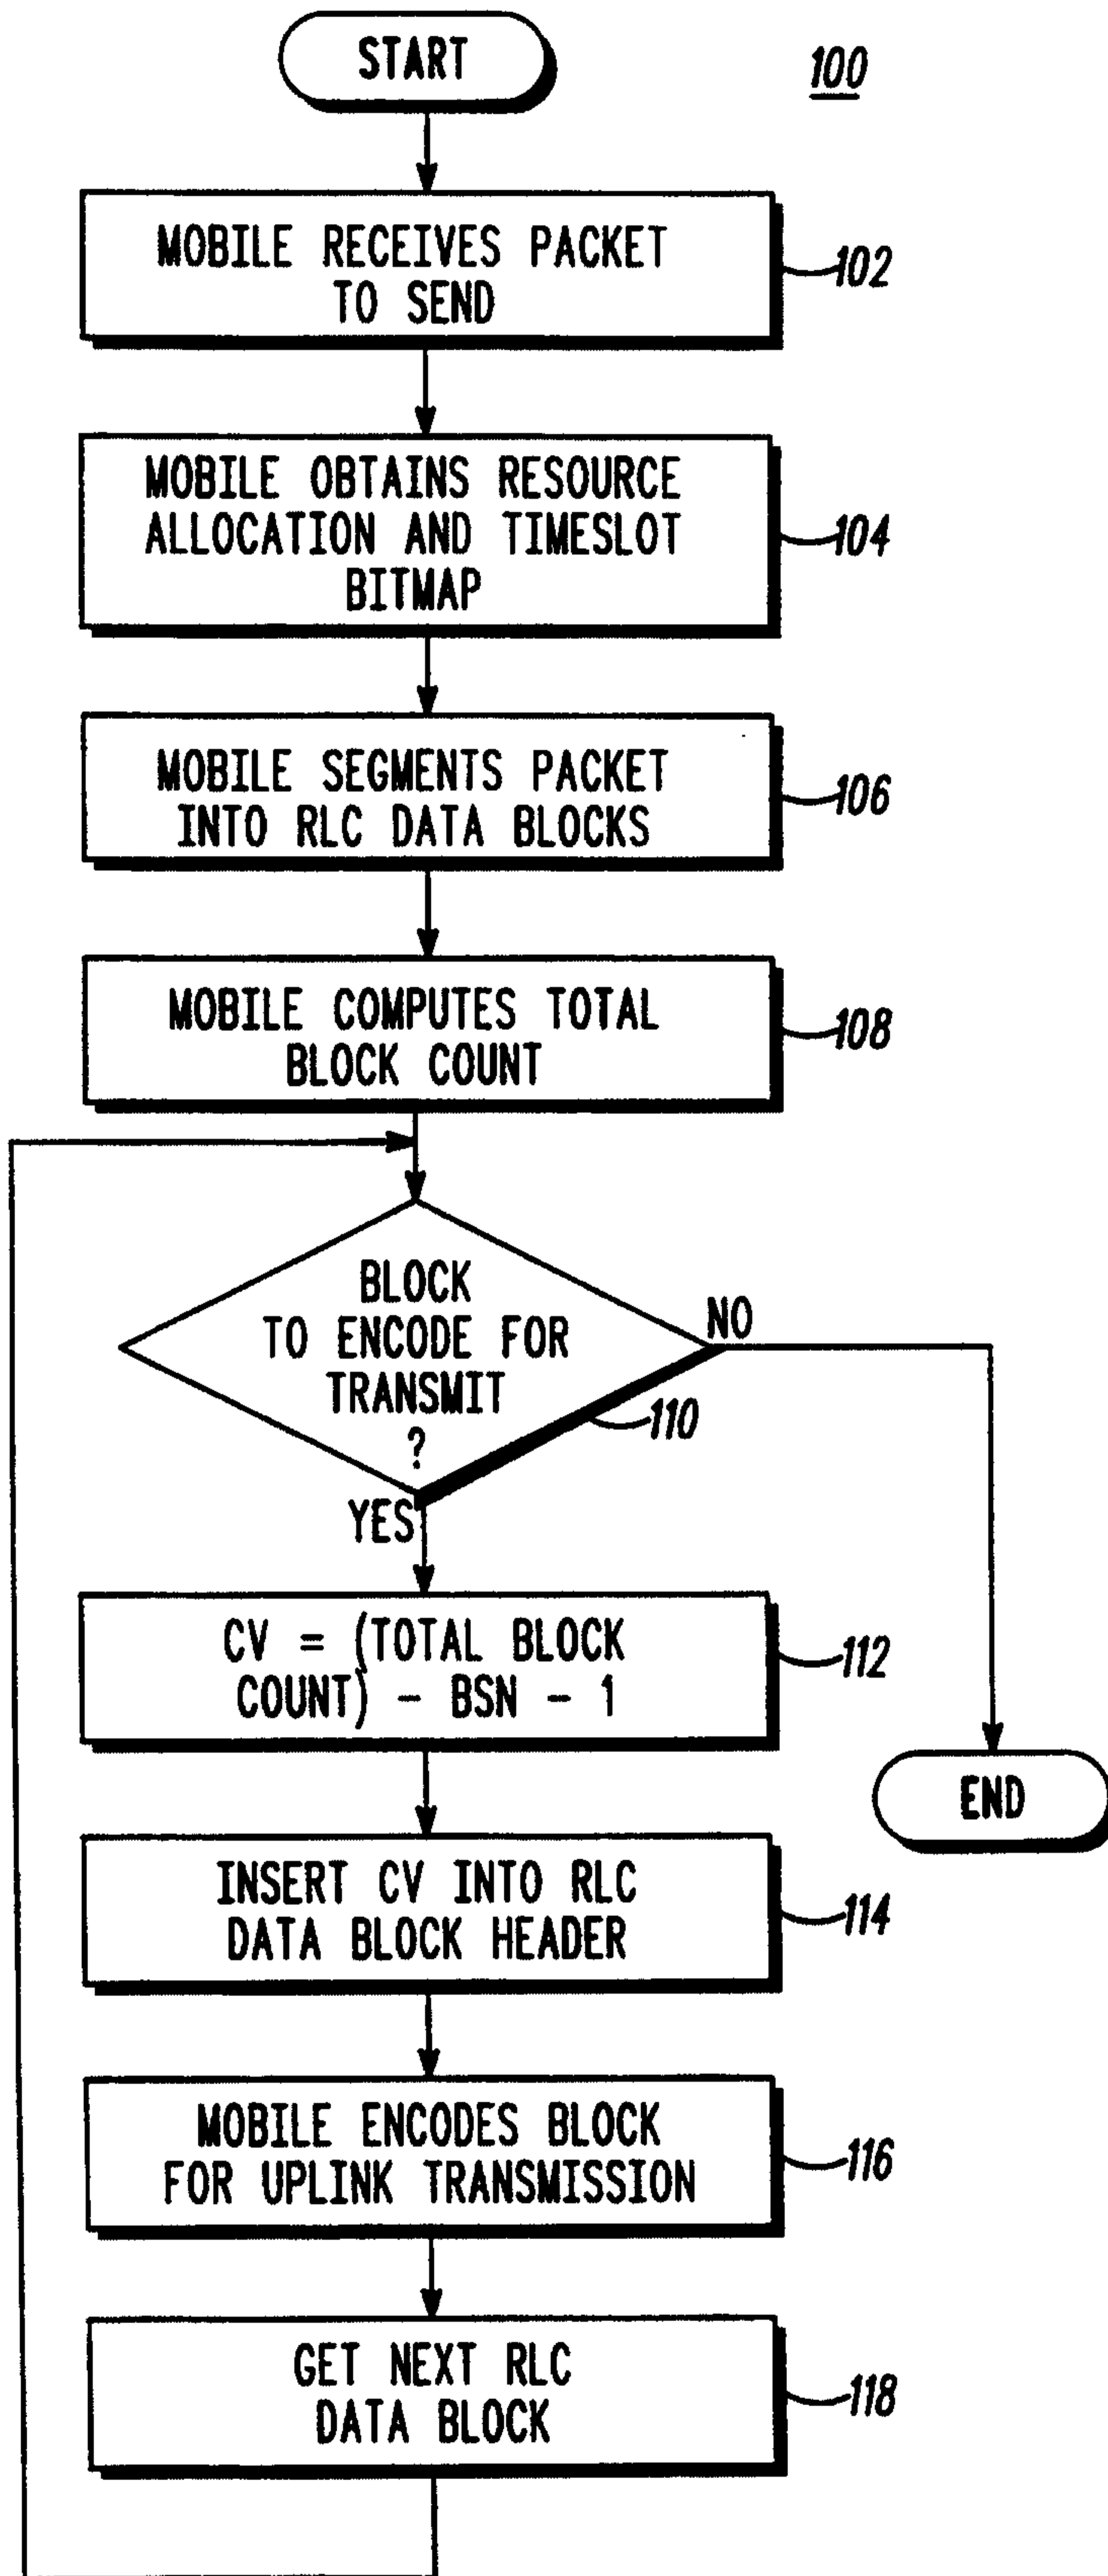 START
100
MOBILE RECEIVES PACKET
TO SEND
102
MOBILE OBTAINS RESOURCE
ALLOCATION AND TIMESLOT
BITMAP
104
MOBILE SEGMENTS PACKET
INTO RLC DATA BLOCKS
106
MOBILE COMPUTES TOTAL
BLOCK COUNT
108
BLOCK
TO ENCODE FOR
TRANSMIT
?
NO
110
YES
CV = (TOTAL BLOCK
COUNT) - BSN - 1
112
END
INSERT CV INTO RLC
DATA BLOCK HEADER
114
MOBILE ENCODES BLOCK
FOR UPLINK TRANSMISSION
116
GET NEXT RLC
DATA BLOCK
118